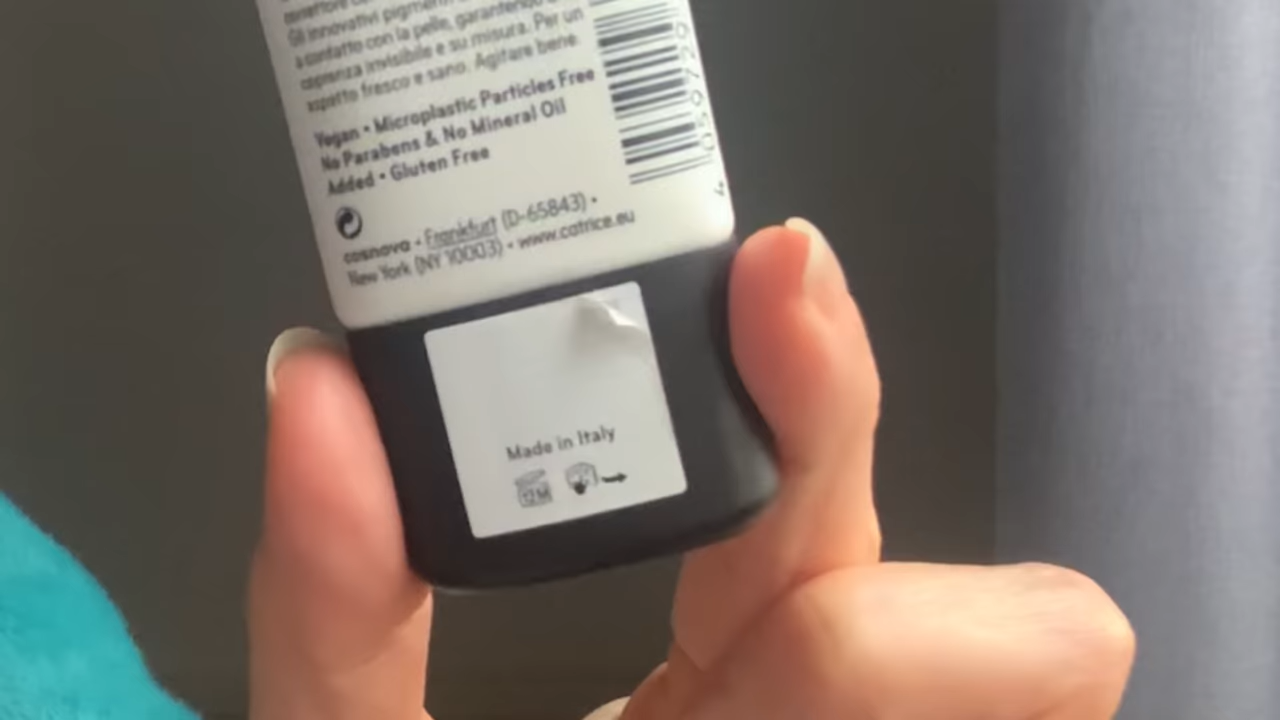 Gli innovativi pigmenti
a contatto con la pelle, garantendo
coprenza invisibile e su misura. Per un
aspetto fresco e sano. Agitare bene
Vegan • Microplastic Particles Free
No Parabens & No Mineral Oil
Added • Gluten Free
cosnova • Frankfurt (D-65843) •
New York (NY 10003) • www.catrice.eu
Made in Italy
12M